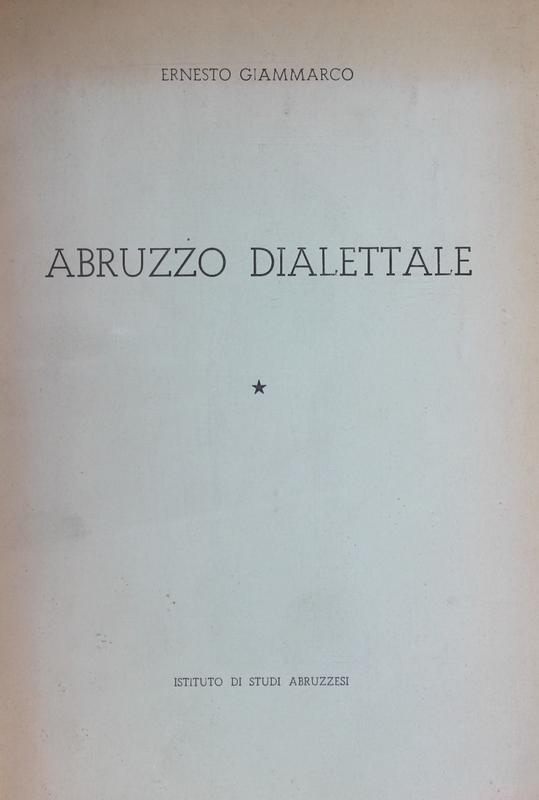 ERNESTO GIAMMARCO
ABRUZZO DIALETTALE
ISTITUTO DI STUDI ABRUZZESI